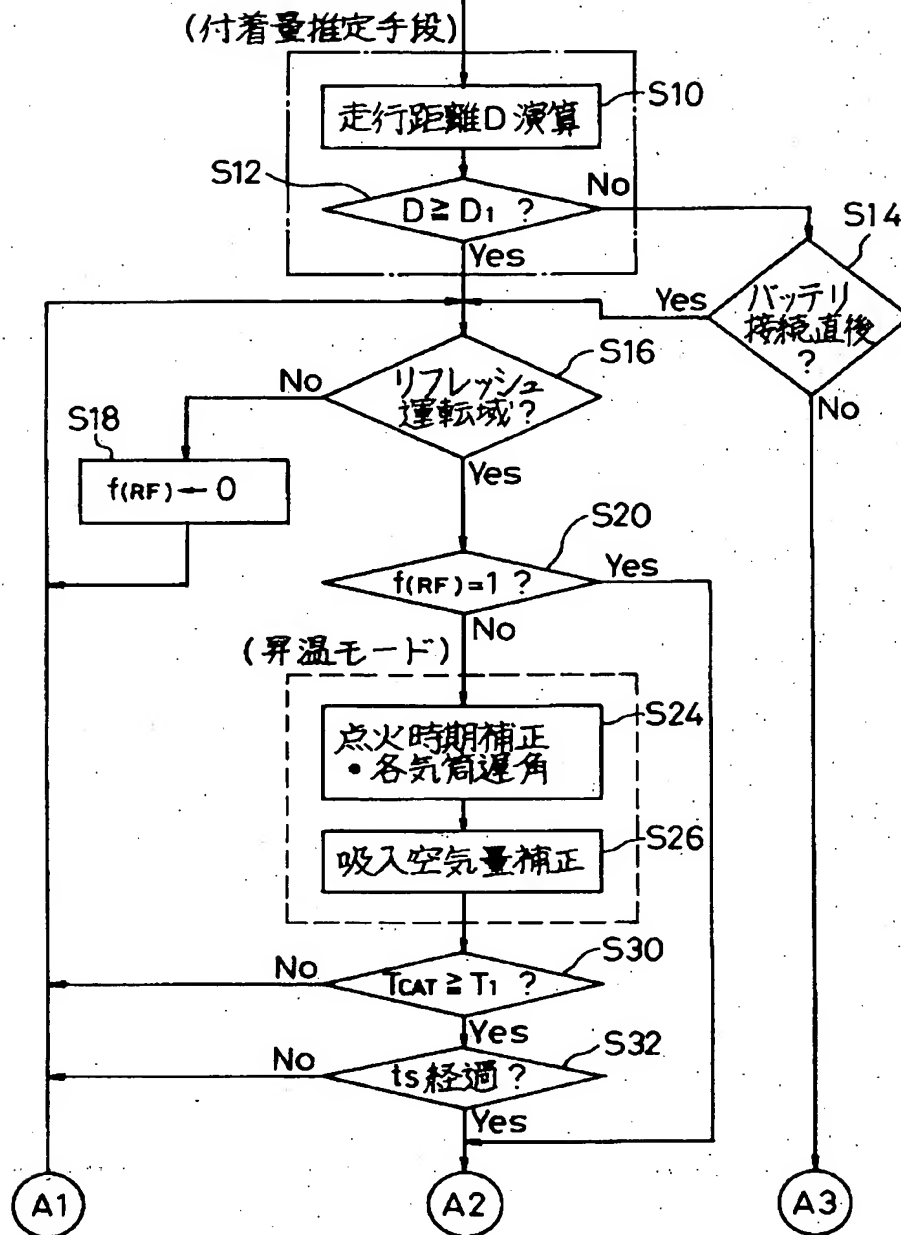 (付着量推定手段)
S10
走行距離D 演算
S12
D≧D1 ?
No
Yes
S14
バッテリ
接続直後
?
Yes
No
S16
リフレッシュ
運転域?
No
Yes
S18
f(RF)←0
S20
f(RF)=1 ?
Yes
No
(昇温モード)
S24
点火時期補正
・各気筒遅角
S26
吸入空気量補正
S30
TCAT≧T1 ?
No
Yes
S32
ts経過?
No
Yes
A1
A2
A3